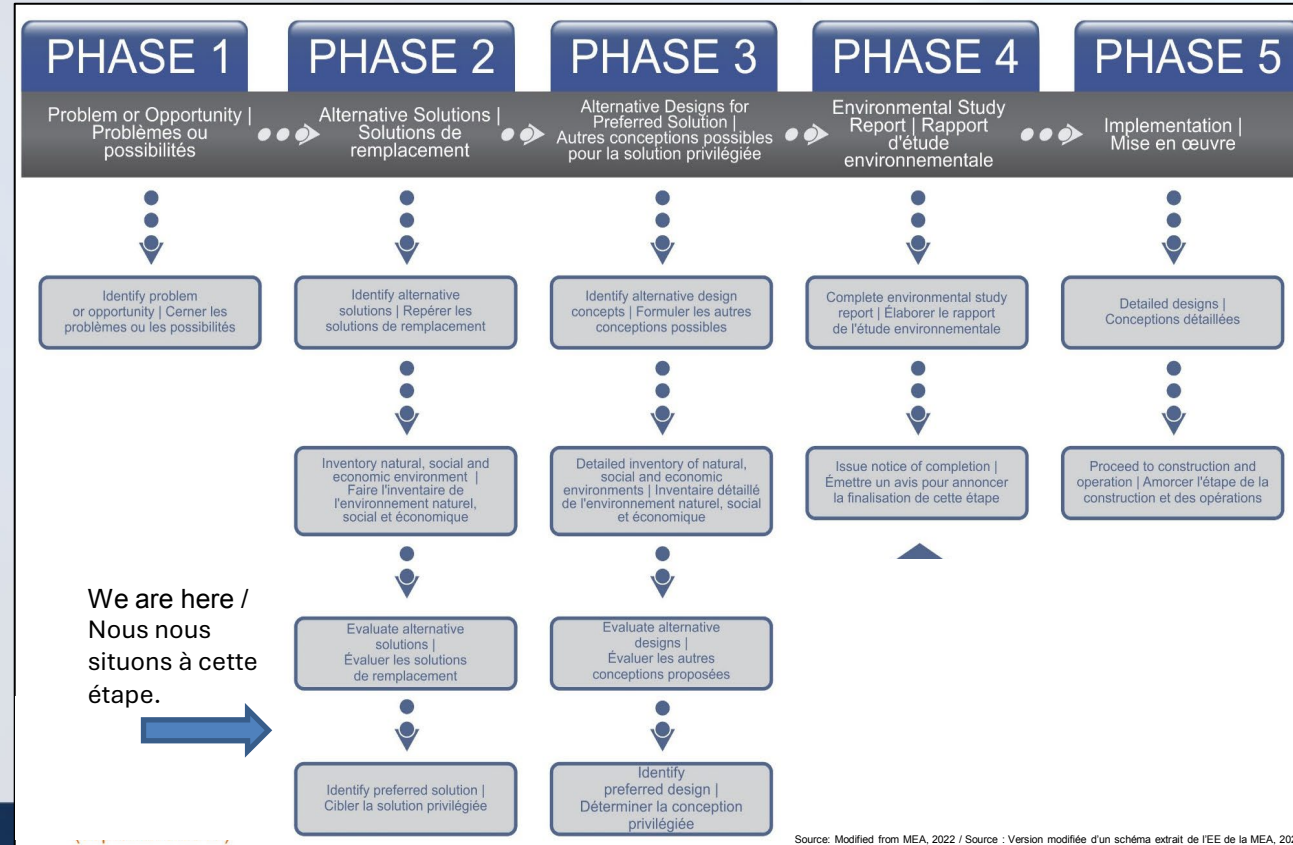 PHASE 1
PHASE 2
PHASE 3
PHASE 4
PHASE 5
Problem or Opportunity |
Problèmes ou
possibilités
Alternative Solutions |
Solutions de
remplacement
Alternative Designs for
Preferred Solution |
Autres conceptions possibles
pour la solution privilégiée
Environmental Study
Report | Rapport
d'étude
environnementale
Implementation |
Mise en œuvre
Identify problem
or opportunity | Cerner les
problèmes ou les possibilités
Identify alternative
solutions | Repérer les
solutions de remplacement
Identify alternative design
concepts | Formuler les autres
conceptions possibles
Complete environmental study
report | Élaborer le rapport
de l'étude environnementale
Detailed designs |
Conceptions détaillées
Inventory natural, social and
economic environment |
Faire l'inventaire de
l'environnement naturel,
social et économique
Detailed inventory of natural,
social and economic
environments | Inventaire détaillé
de l'environnement naturel, social
et économique
Issue notice of completion |
Émettre un avis pour annoncer
la finalisation de cette étape
Proceed to construction and
operation | Amorcer l'étape de la
construction et des opérations
We are here /
Nous nous
situons à cette
étape.
Evaluate alternative
solutions |
Évaluer les solutions
de remplacement
Evaluate alternative
designs |
Évaluer les autres
conceptions proposées
Identify preferred solution |
Cibler la solution privilégiée
Identify
preferred design |
Déterminer la conception
privilégiée
Source: Modified from MEA, 2022 / Source : Version modifiée d'un schéma extrait de l'EE de la MEA, 202